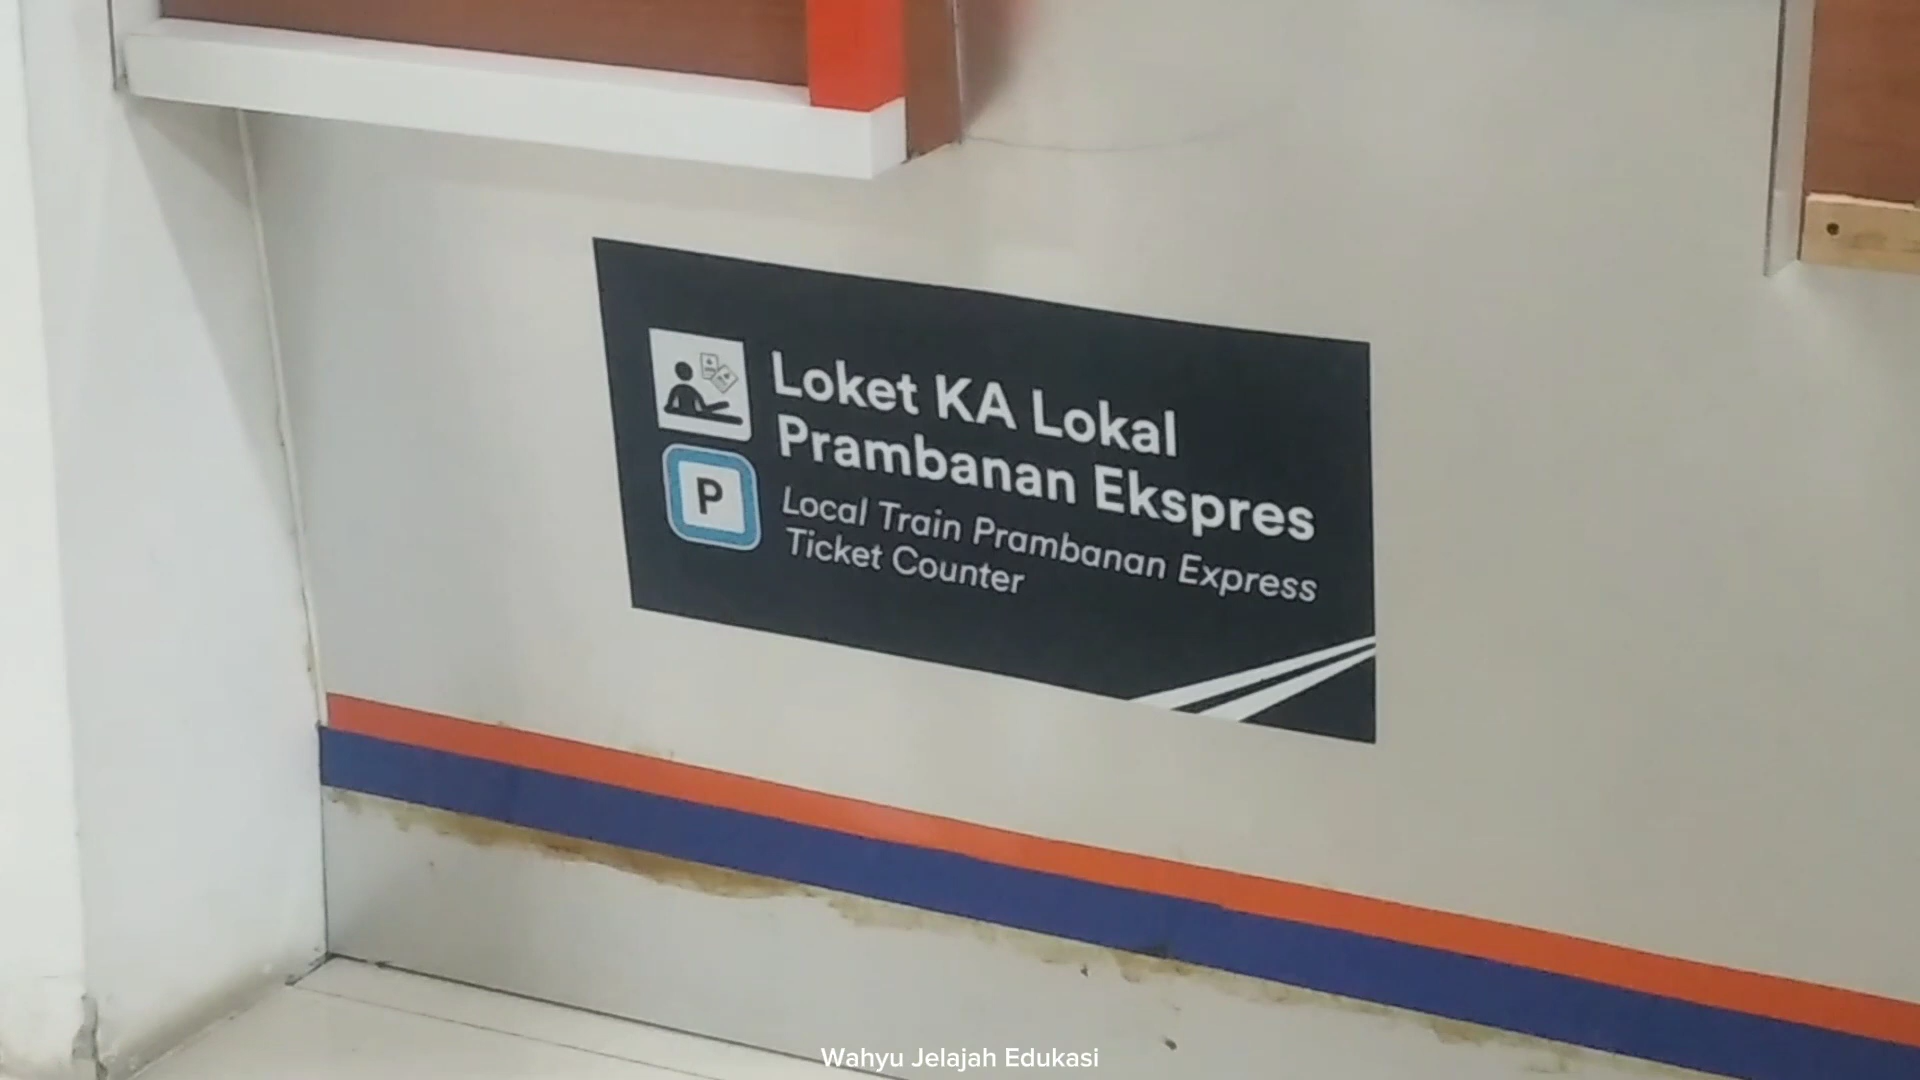 Loket KA Lokal
Prambanan Ekspres
Local Train Prambanan Express
Ticket Counter
P
Wahyu Jelajah Edukasi